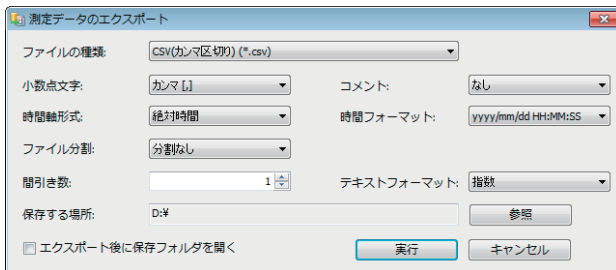 測定データのエクスポート
ファイルの種類: CSV(カンマ区切り) (*.csv)
小数点文字: カンマ [,] コメント: なし
時間軸形式: 絶対時間 時間フォーマット: yyyy/mm/dd HH:MM:SS
ファイル分割: 分割なし
間引き数: 1 テキストフォーマット: 指数
保存する場所: D:¥ 参照
エクスポート後に保存フォルダを開く 実行 キャンセル